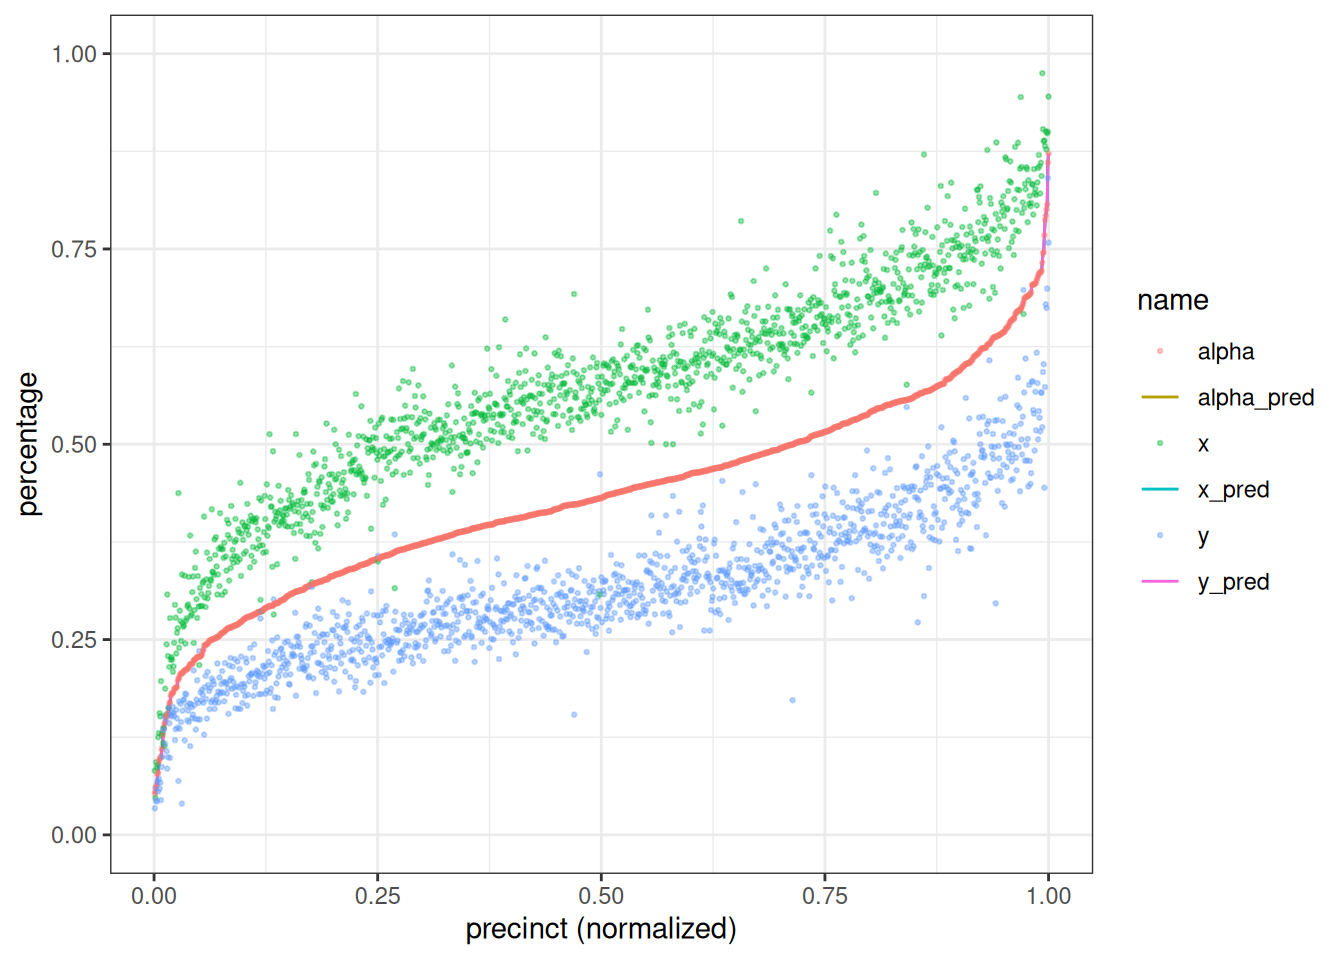 1.00
0.75
0.50
0.25
0.00
percentage
0.00 0.25 0.50 0.75 1.00
precinct (normalized)
name
alpha
alpha_pred
x
x_pred
y
y_pred